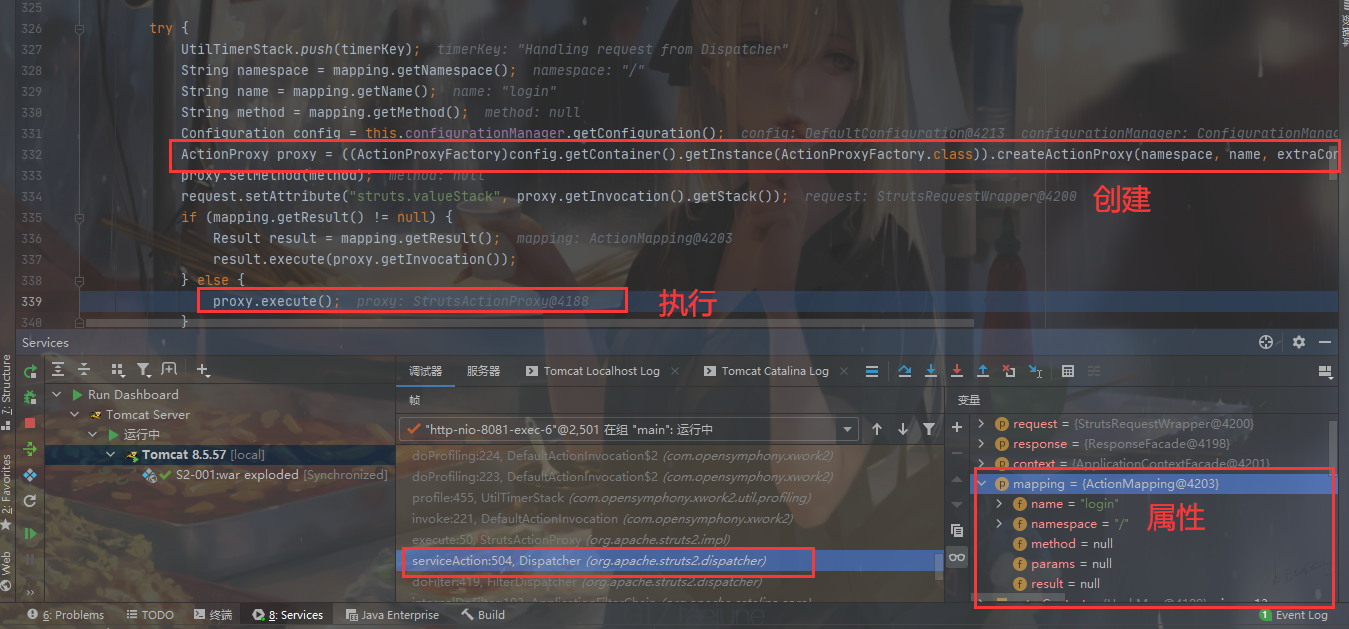 325
326 try {
327 UtilTimerStack.push(timerKey); timerKey: "Handling request from Dispatcher"
328 String namespace = mapping.getNamespace(); namespace: "/"
329 String name = mapping.getName(); name: "login"
330 String method = mapping.getMethod(); method: null
331 Configuration config = this.configurationManager.getConfiguration(); config: DefaultConfiguration@4213 configurationManager: ConfigurationManag
332 ActionProxy proxy = ((ActionProxyFactory)config.getContainer().getInstance(ActionProxyFactory.class)).createActionProxy(namespace, name, extraCon
333 proxy.setMethod(method); method: null
334 request.setAttribute("struts.valueStack", proxy.getInvocation().getStack()); request: StrutsRequestWrapper@4200
创建
335 if (mapping.getResult() != null) {
336 Result result = mapping.getResult(); mapping: ActionMapping@4203
337 result.execute(proxy.getInvocation());
338 } else {
339 proxy.execute(); proxy: StrutsActionProxy@4188
执行
340 }
Services
7: Structure
2: Favorites
Web
Run Dashboard
Tomcat Server
运行中
Tomcat 8.5.57 [local]
S2-001:war exploded [Synchronized]
调试器 服务器 Tomcat Localhost Log Tomcat Catalina Log
帧
"http-nio-8081-exec-6"@2,501 在组 "main": 运行中
doProfiling:224, DefaultActionInvocation$2 (com.opensymphony.xwork2)
doProfiling:223, DefaultActionInvocation$2 (com.opensymphony.xwork2)
profile:455, UtilTimerStack (com.opensymphony.xwork2.util.profiling)
invoke:221, DefaultActionInvocation (com.opensymphony.xwork2)
execute:50, StrutsActionProxy (org.apache.struts2.impl)
serviceAction:504, Dispatcher (org.apache.struts2.dispatcher)
doFilter:419, FilterDispatcher (org.apache.struts2.dispatcher)
变量
request = {StrutsRequestWrapper@4200}
response = {ResponseFacade@4198}
context = {ApplicationContextFacade@4201}
mapping = {ActionMapping@4203}
name = "login"
namespace = "/"
属性
method = null
params = null
result = null
6: Problems TODO 终端 8: Services Java Enterprise Build 1 Event Log